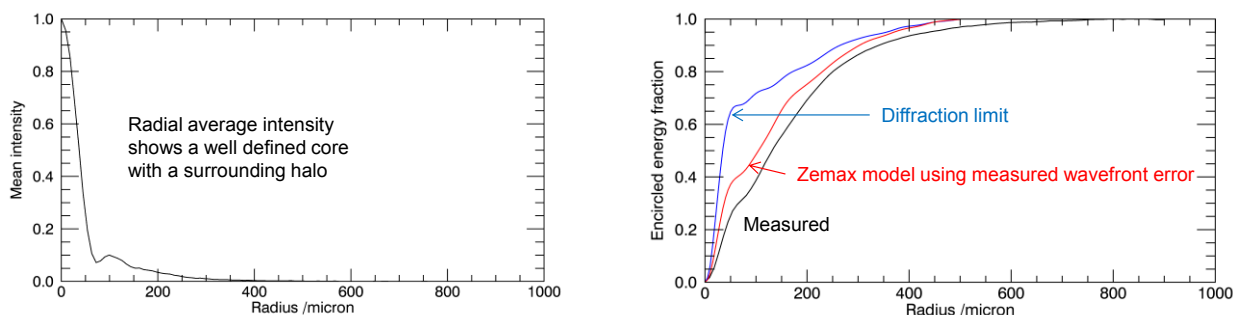 Mean intensity
1.0
0.8
0.6
0.4
0.2
0.0
Radial average intensity
shows a well defined core
with a surrounding halo
0 200 400 600 800 1000
Radius /micron
Encircled energy fraction
1.0
0.8
0.6
0.4
0.2
0.0
Diffraction limit
Zemax model using measured wavefront error
Measured
0 200 400 600 800 1000
Radius /micron